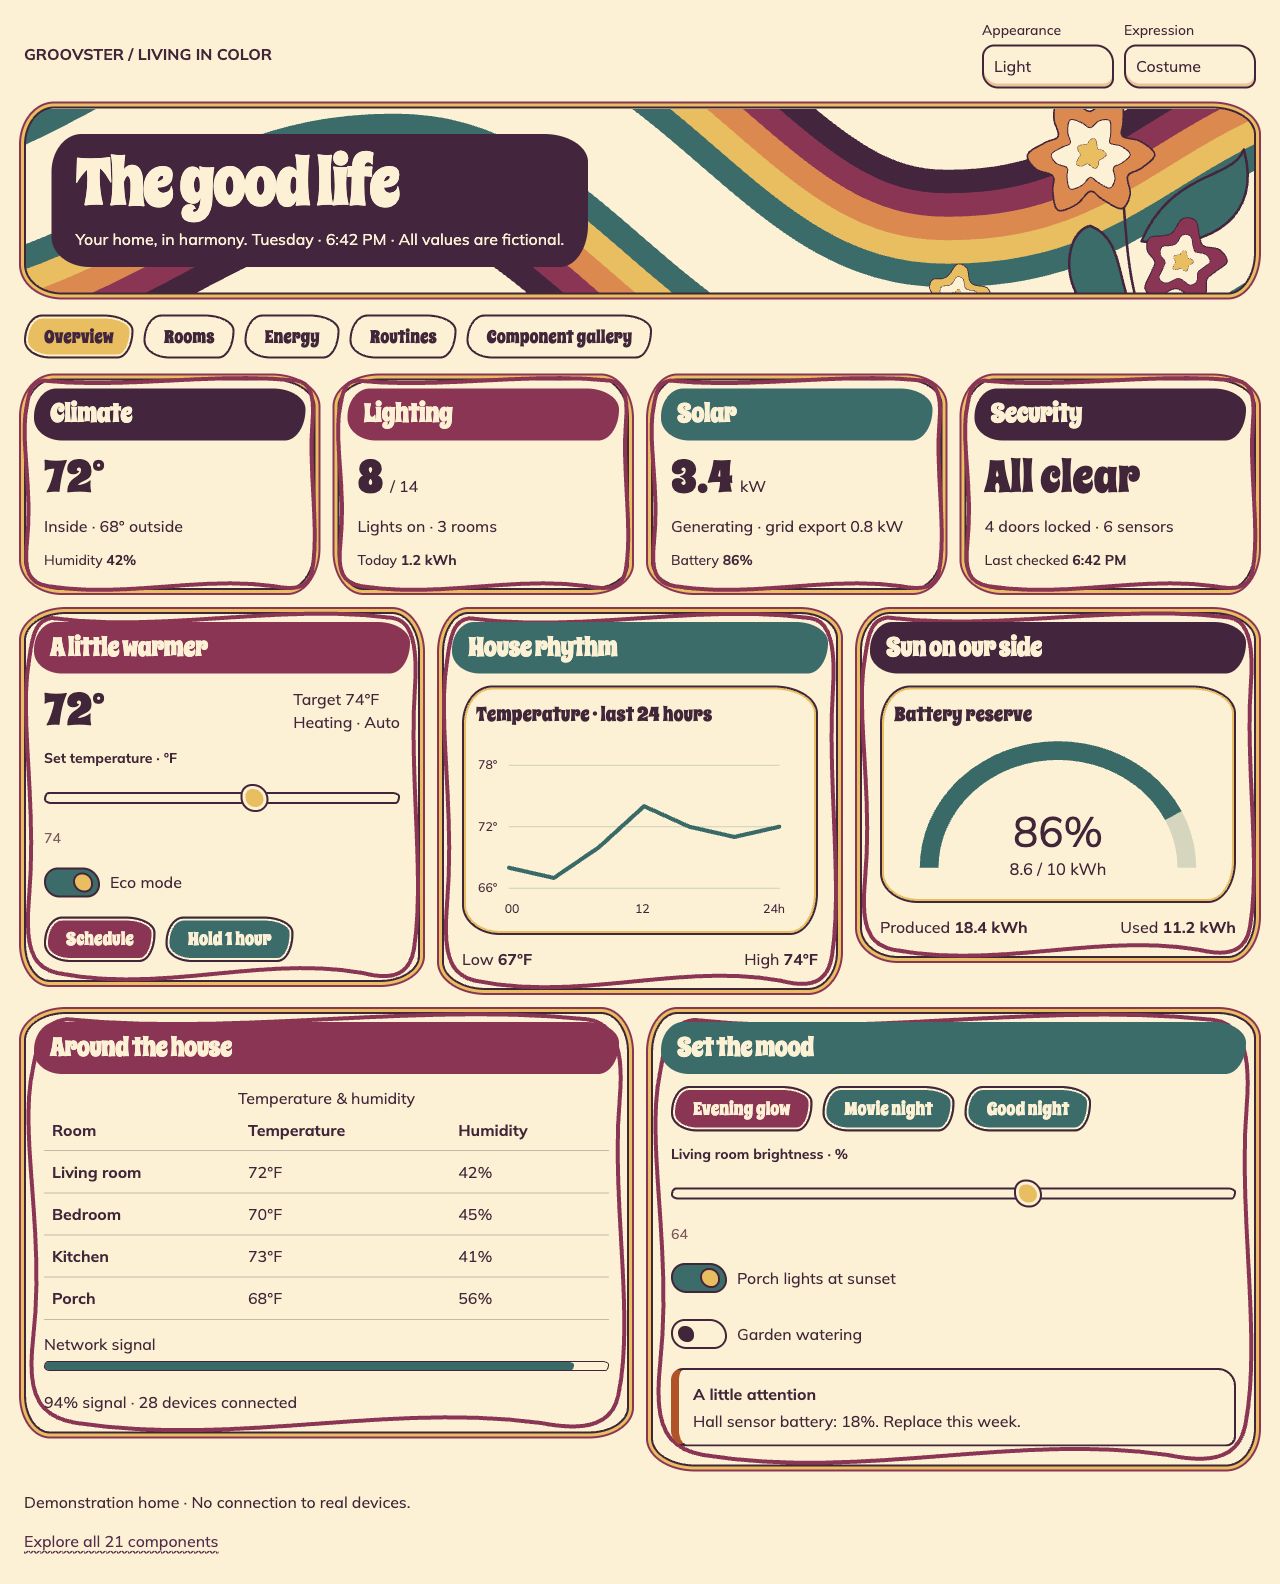 GROOVSTER / LIVING IN COLOR
Appearance
Expression
Light
Costume
The good life
Your home, in harmony. Tuesday · 6:42 PM · All values are fictional.
Overview
Rooms
Energy
Routines
Component gallery
Climate
72°
Inside · 68° outside
Humidity 42%
Lighting
8 / 14
Lights on · 3 rooms
Today 1.2 kWh
Solar
3.4 kW
Generating · grid export 0.8 kW
Battery 86%
Security
All clear
4 doors locked · 6 sensors
Last checked 6:42 PM
A little warmer
72°
Target 74°F
Heating · Auto
Set temperature · °F
74
Eco mode
Schedule
Hold 1 hour
House rhythm
Temperature · last 24 hours
78°
72°
66°
00 12 24h
Low 67°F
High 74°F
Sun on our side
Battery reserve
86%
8.6 / 10 kWh
Produced 18.4 kWh
Used 11.2 kWh
Around the house
Temperature & humidity
Room Temperature Humidity
Living room 72°F 42%
Bedroom 70°F 45%
Kitchen 73°F 41%
Porch 68°F 56%
Network signal
94% signal · 28 devices connected
Set the mood
Evening glow
Movie night
Good night
Living room brightness · %
64
Porch lights at sunset
Garden watering
A little attention
Hall sensor battery: 18%. Replace this week.
Demonstration home · No connection to real devices.
Explore all 21 components